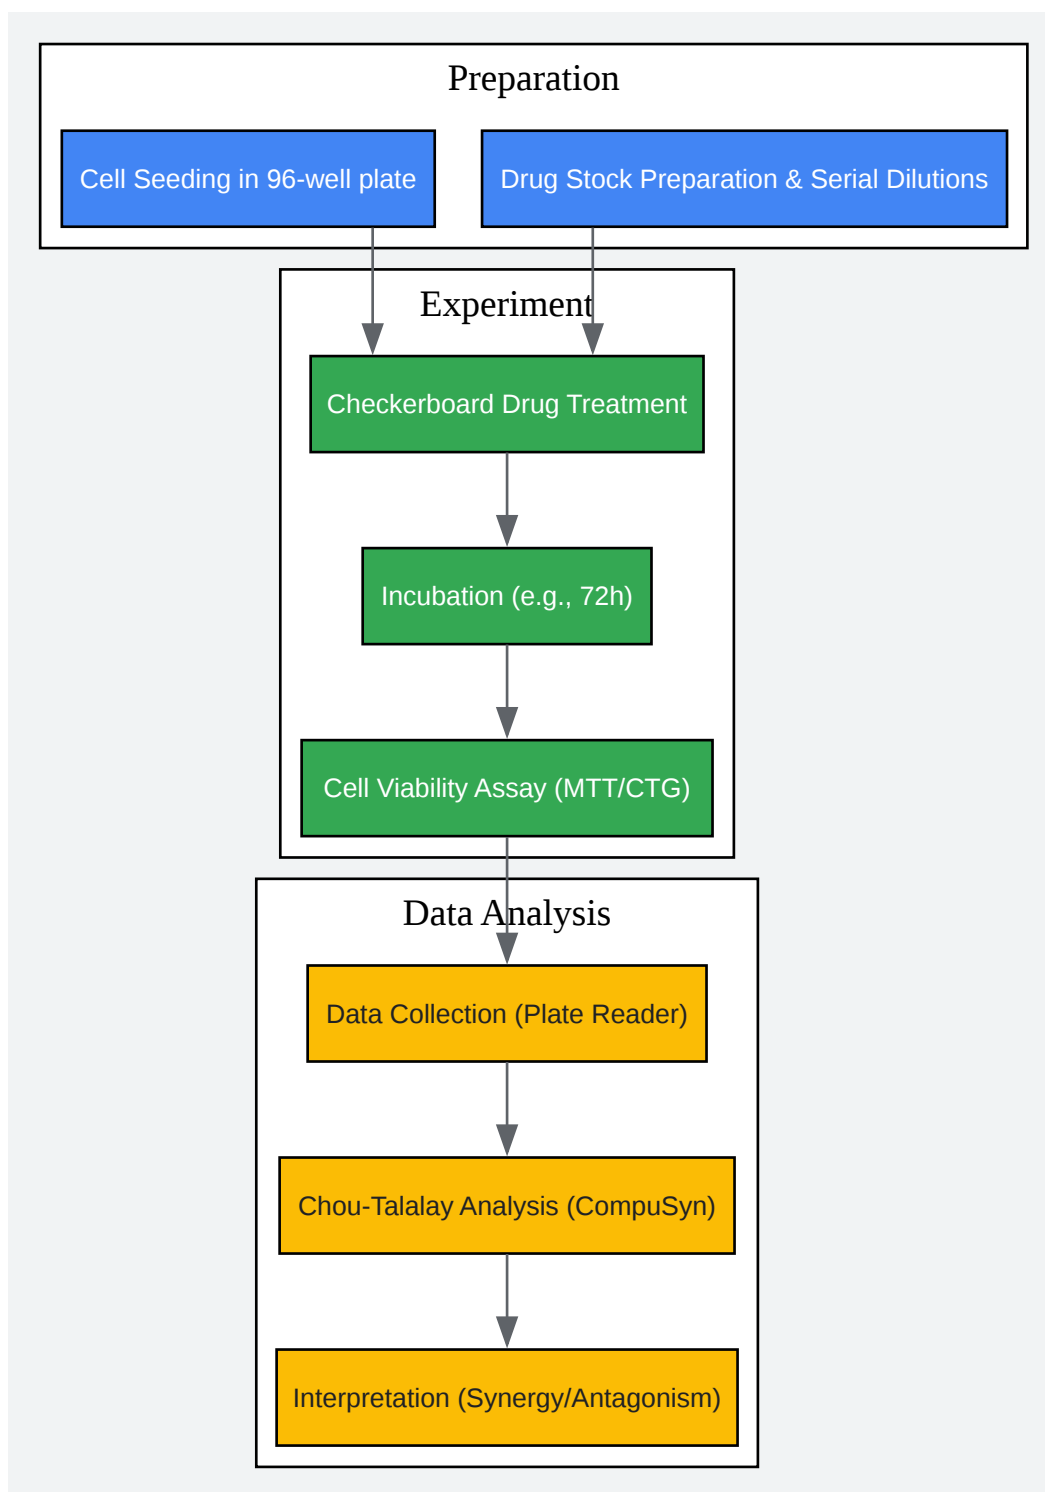 Preparation
Cell Seeding in 96-well plate
Drug Stock Preparation & Serial Dilutions
Experiment
Checkerboard Drug Treatment
Incubation (e.g., 72h)
Cell Viability Assay (MTT/CTG)
Data Analysis
Data Collection (Plate Reader)
Chou-Talalay Analysis (CompuSyn)
Interpretation (Synergy/Antagonism)